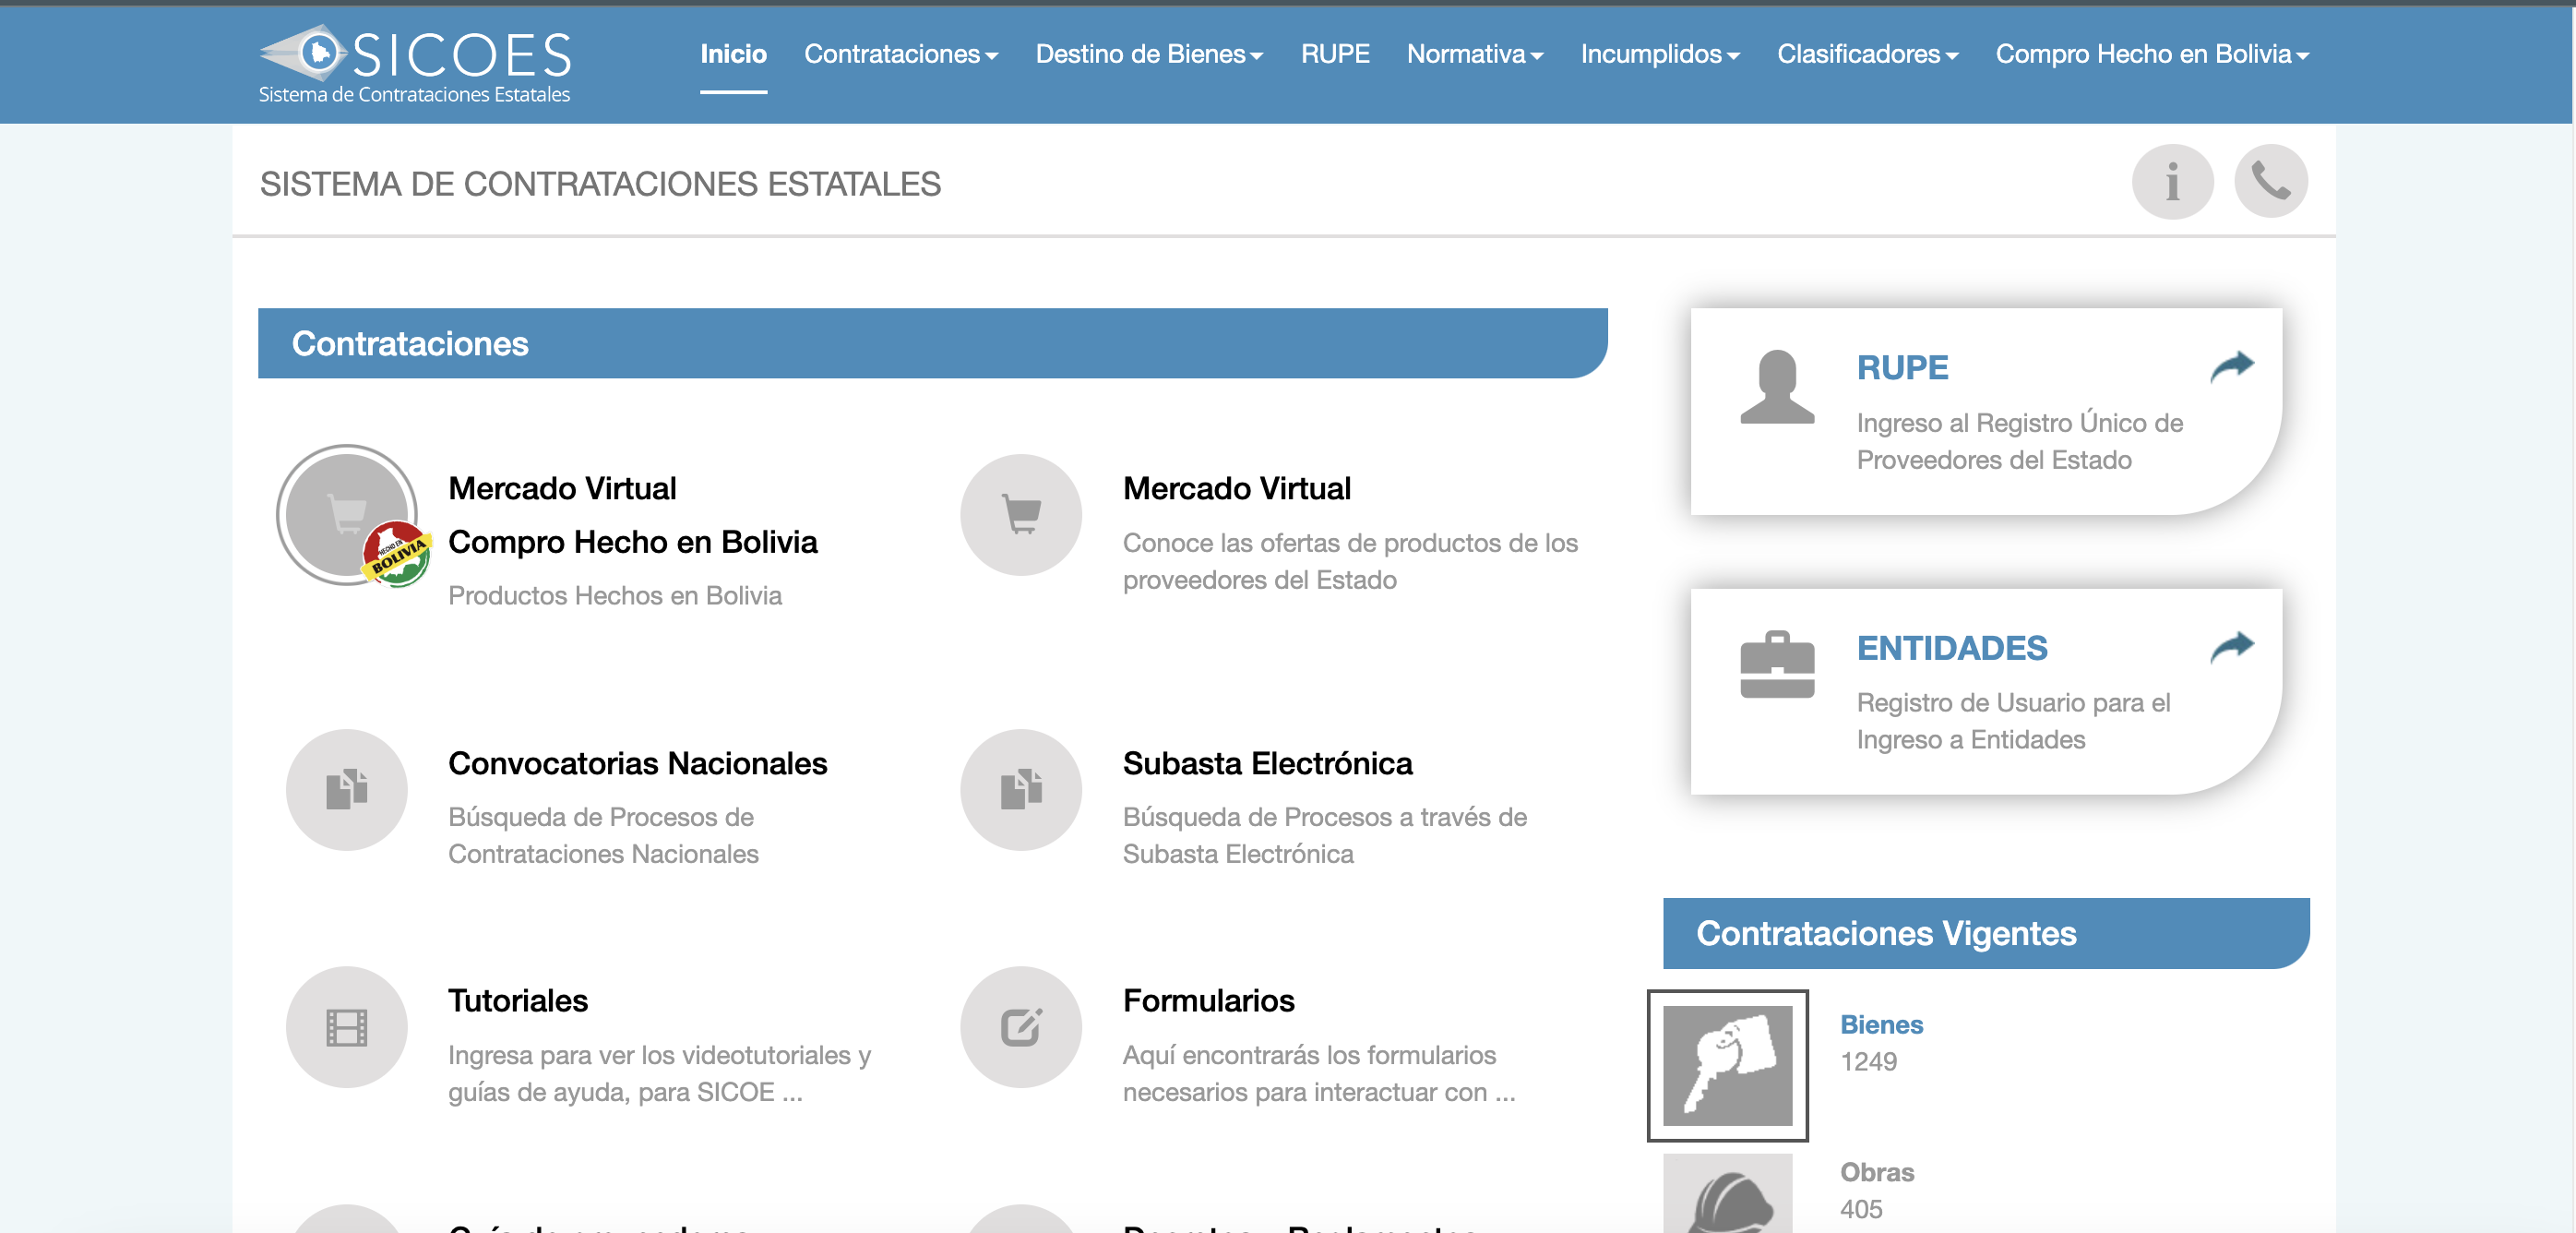 SICOES
Sistema de Contrataciones Estatales
Inicio
Contrataciones
Destino de Bienes
RUPE
Normativa
Incumplidos
Clasificadores
Compro Hecho en Bolivia
SISTEMA DE CONTRATACIONES ESTATALES
i
Contrataciones
Mercado Virtual
Compro Hecho en Bolivia
Productos Hechos en Bolivia
HECHO EN
BOLIVIA
Mercado Virtual
Conoce las ofertas de productos de los
proveedores del Estado
Convocatorias Nacionales
Búsqueda de Procesos de
Contrataciones Nacionales
Subasta Electrónica
Búsqueda de Procesos a través de
Subasta Electrónica
Tutoriales
Ingresa para ver los videotutoriales y
guías de ayuda, para SICOE ...
Formularios
Aquí encontrarás los formularios
necesarios para interactuar con ...
RUPE
Ingreso al Registro Único de
Proveedores del Estado
ENTIDADES
Registro de Usuario para el
Ingreso a Entidades
Contrataciones Vigentes
Bienes
1249
Obras
405